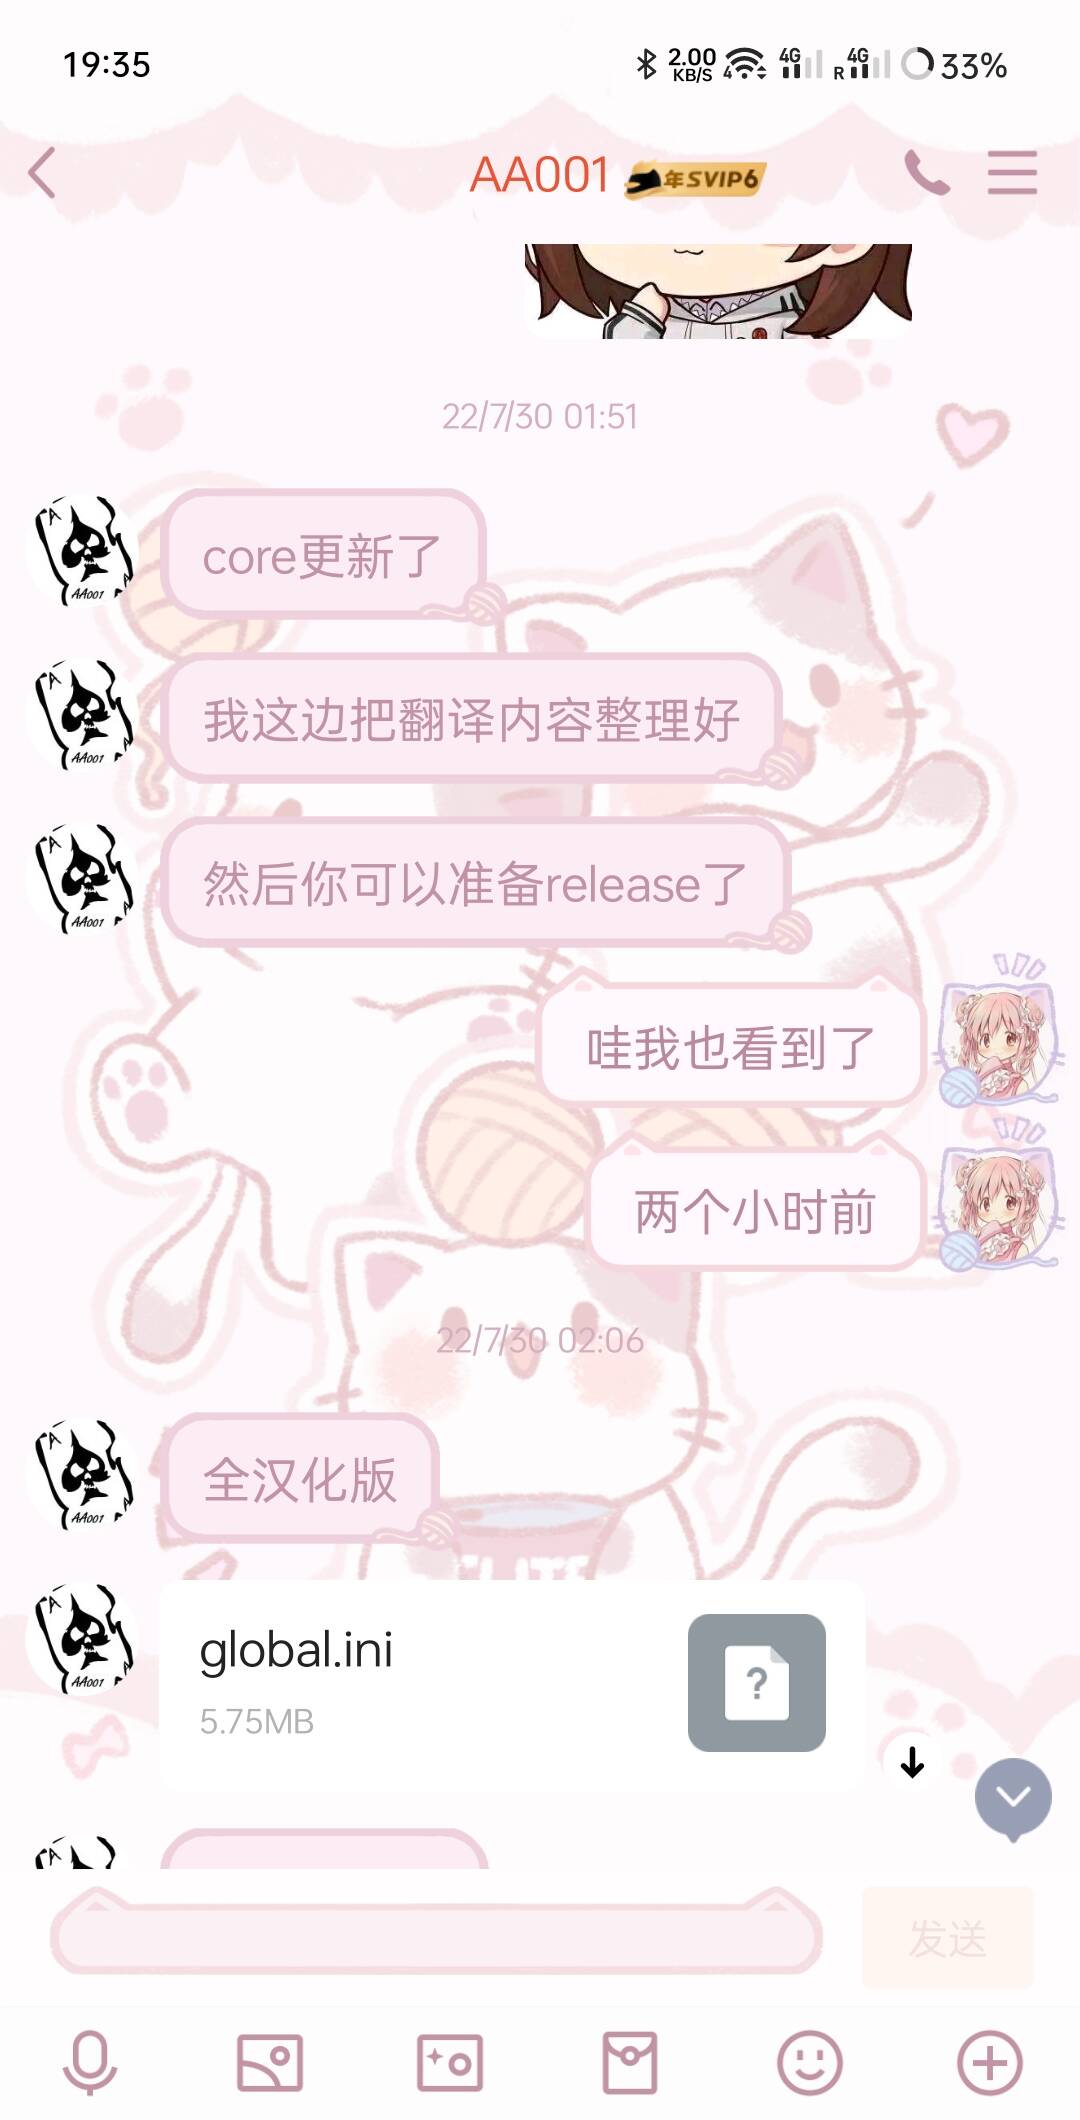 19:35
2.00 KB/S 4 4G R 4G 33%
AA001 年SVIP6
22/7/30 01:51
core更新了
我这边把翻译内容整理好
然后你可以准备release了
哇我也看到了
两个小时前
22/7/30 02:06
全汉化版
global.ini
5.75MB
发送